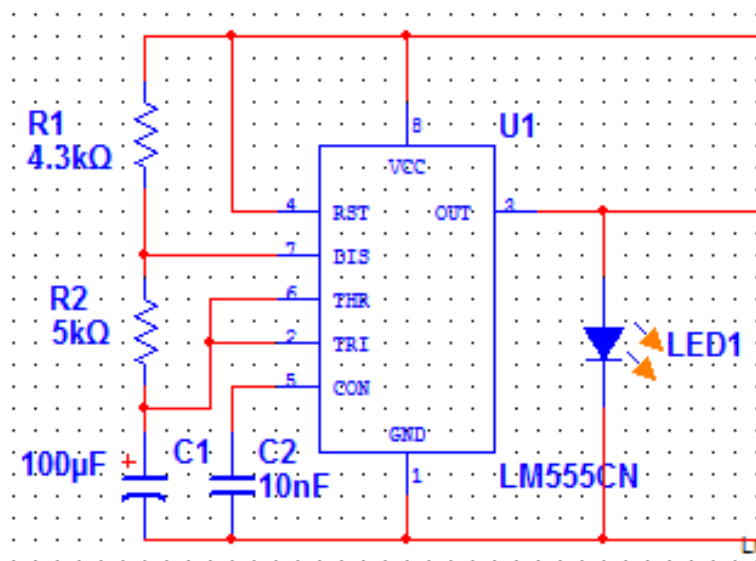 R1
4.3kΩ
R2
5kΩ
100µF
+
C1
C2
10nF
U1
8
VCC
4
RST
OUT
3
7
DIS
6
THR
2
TRI
5
CON
GND
1
LM555CN
LED1